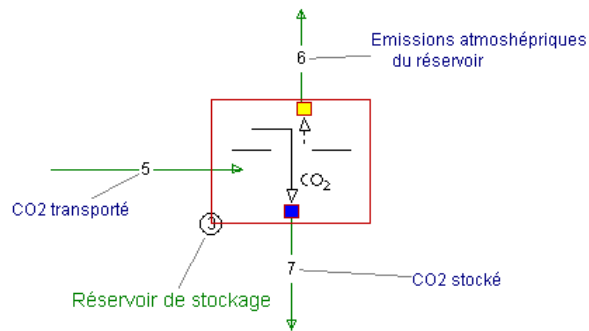 6
Emissions atmoshépriques
du réservoir
5
CO2
CO2 transporté
3
7
CO2 stocké
Réservoir de stockage